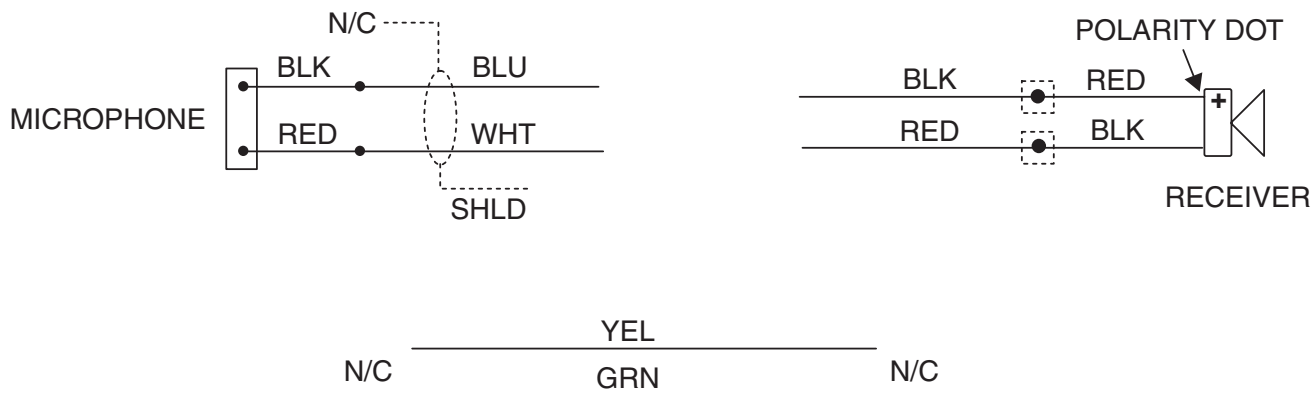 N/C
BLK BLU
MICROPHONE
RED WHT
SHLD
POLARITY DOT
BLK RED
+
RED BLK
RECEIVER
YEL
N/C GRN N/C